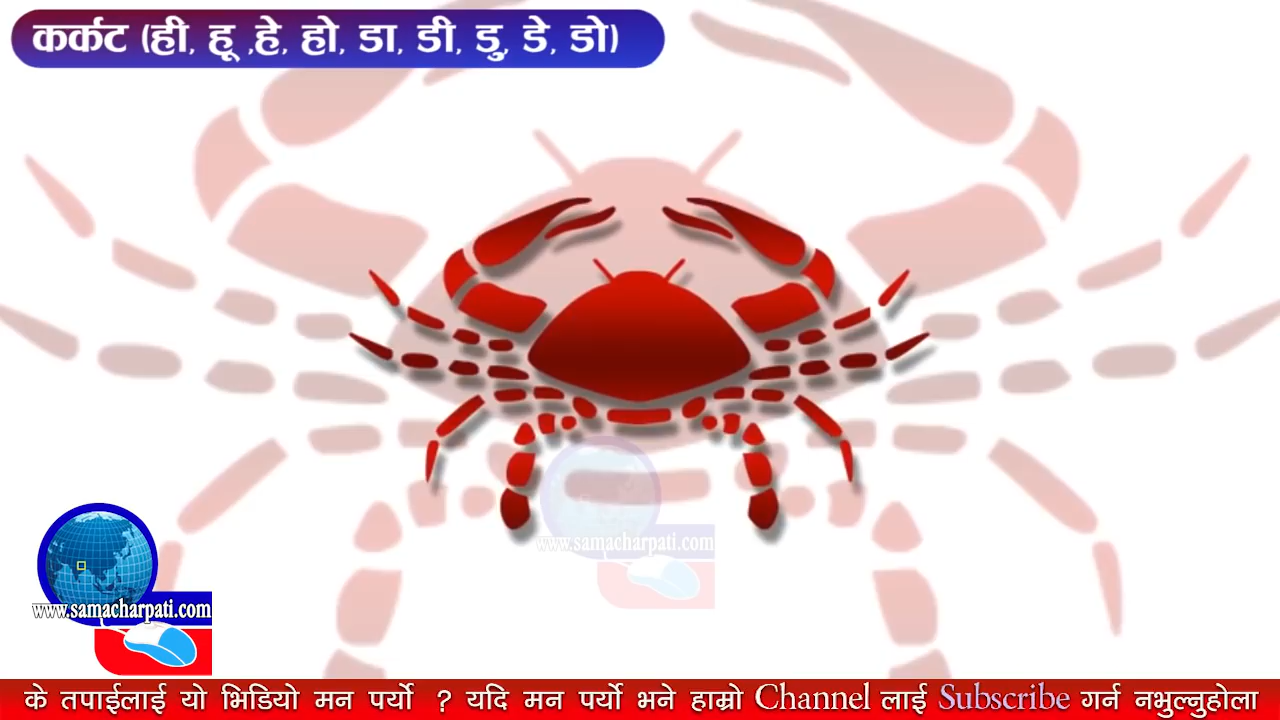 कर्कट (ही, हू ,हे, हो, डा, डी, डु, डे, डो)
www.samacharpati.com
www.samacharpati.com
के तपाईलाई यो भिडियो मन पर्यो ? यदि मन पर्यो भने हाम्रो Channel लाई Subscribe गर्न नभुल्नुहोला